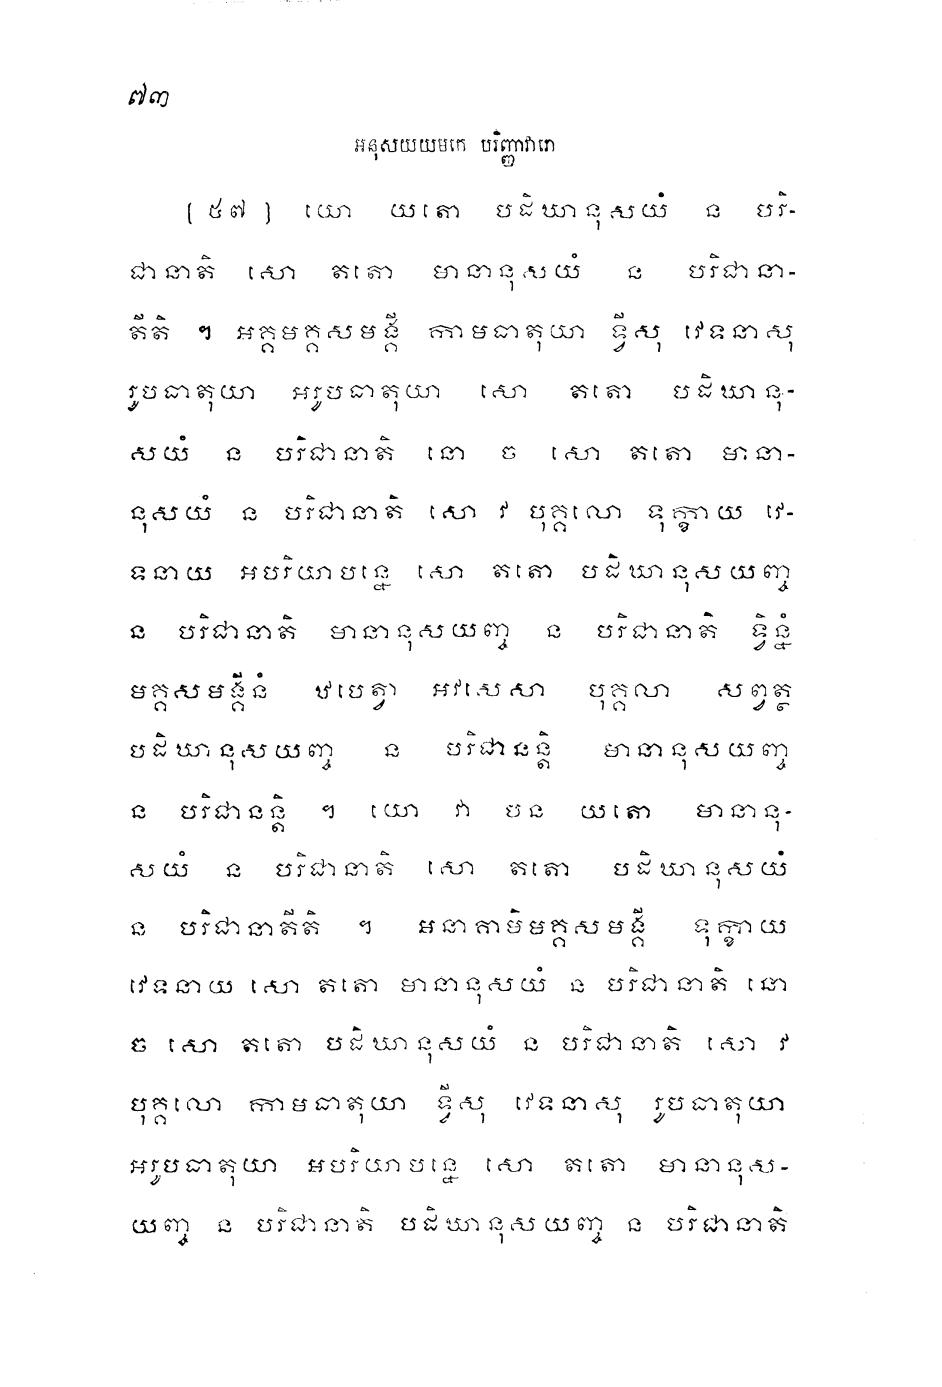 ៧៣
អនុសយយមកេ បរិញ្ញាវារោ
[ ៥៧ ] យោ យតោ បដិឃានុសយំ ន បរិ-
ជានាតិ សោ តតោ មានានុសយំ ន បរិជានា-
តីតិ ។ អគ្គមគ្គសមង្គី កាមធាតុយា ទ្វីសុ វេទនាសុ
រូបធាតុយា អរូបធាតុយា សោ តតោ បដិឃានុ-
សយំ ន បរិជានាតិ នោ ច សោ តតោ មានា-
នុសយំ ន បរិជានាតិ សោ វ បុគ្គលោ ទុក្ខាយ វេ-
ទនាយ អបរិយាបន្នេ សោ តតោ បដិឃានុសយញ្ច
ន បរិជានាតិ មានានុសយញ្ច ន បរិជានាតិ ទ្វិន្នំ
មគ្គសមង្គីនំ ឋបេត្វា អវសេសា បុគ្គលា សព្វត្ថ
បដិឃានុសយញ្ច ន បរិជានន្តិ មានានុសយញ្ច
ន បរិជានន្តិ ។ យោ វា បន យតោ មានានុ-
សយំ ន បរិជានាតិ សោ តតោ បដិឃានុសយំ
ន បរិជានាតីតិ ។ អនាគាមិមគ្គសមង្គី ទុក្ខាយ
វេទនាយ សោ តតោ មានានុសយំ ន បរិជានាតិ នោ
ច សោ តតោ បដិឃានុសយំ ន បរិជានាតិ សោ វ
បុគ្គលោ កាមធាតុយា ទ្វីសុ វេទនាសុ រូបធាតុយា
អរូបធាតុយា អបរិយាបន្នេ សោ តតោ មានានុស-
យញ្ច ន បរិជានាតិ បដិឃានុសយញ្ច ន បរិជានាតិ